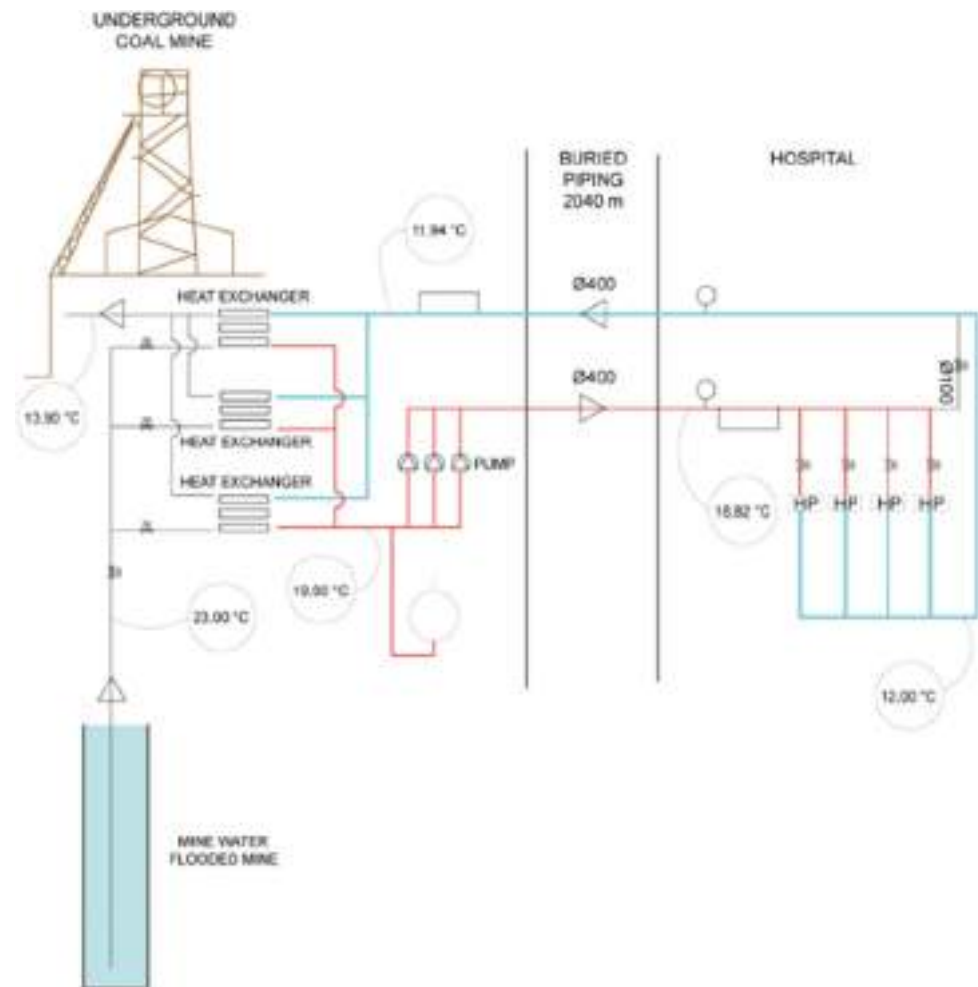 UNDERGROUND
COAL MINE
BURIED
PIPING
2040 m
HOSPITAL
11.94 °C
HEAT EXCHANGER
Ø400
Ø400
Ø100
13.90 °C
HEAT EXCHANGER
HEAT EXCHANGER
PUMP
18.82 °C
HP
HP
HP
HP
19.00 °C
23.00 °C
12.00 °C
MINE WATER
FLOODED MINE